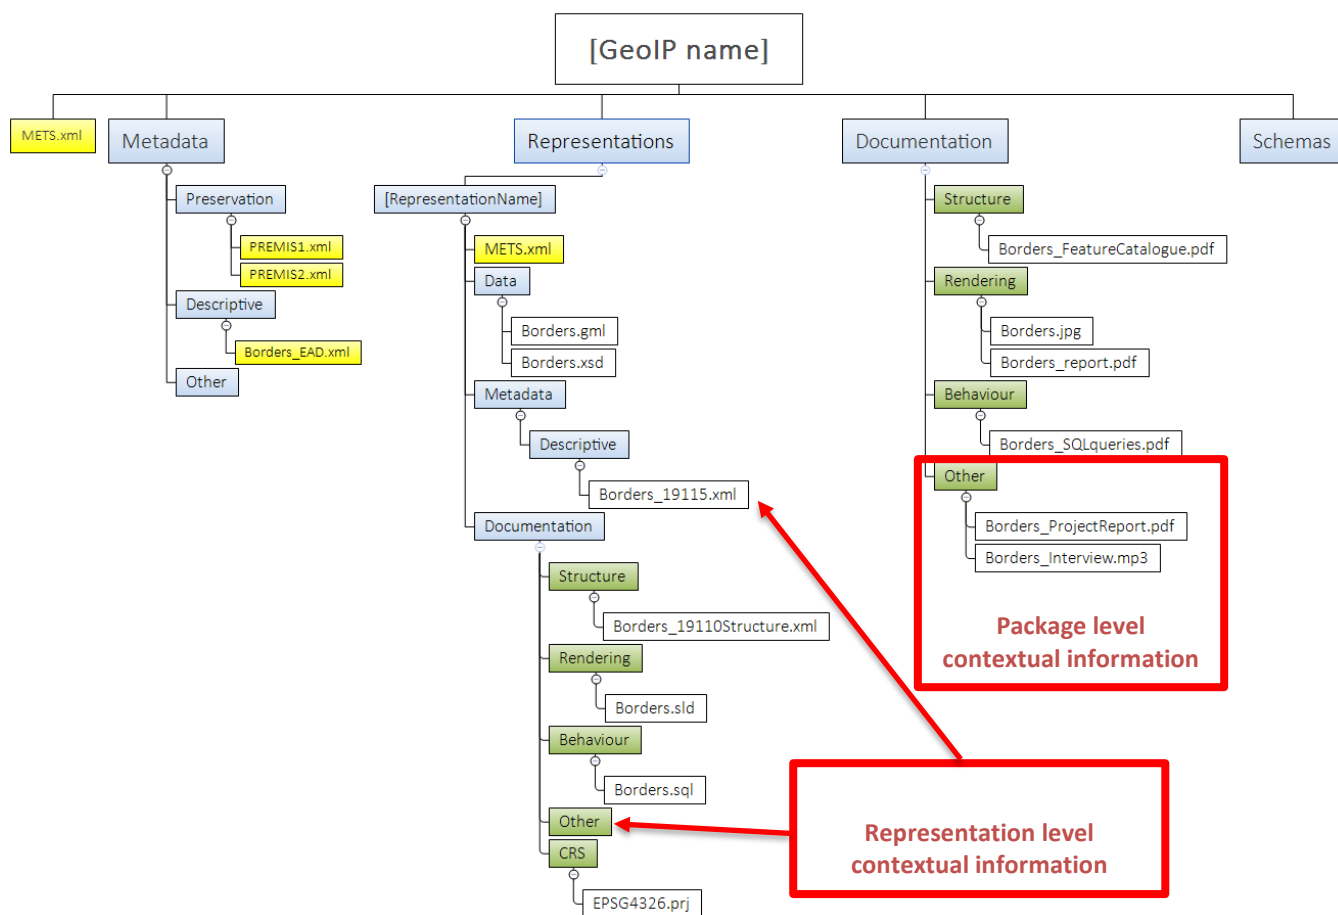 [GeoIP name]
METS.xml
Metadata
Preservation
PREMIS1.xml
PREMIS2.xml
Descriptive
Borders_EAD.xml
Other
Representations
[RepresentationName]
METS.xml
Data
Borders.gml
Borders.xsd
Metadata
Descriptive
Borders_19115.xml
Documentation
Structure
Borders_19110Structure.xml
Rendering
Borders.sld
Behaviour
Borders.sql
Other
CRS
EPSG4326.prj
Documentation
Structure
Borders_FeatureCatalogue.pdf
Rendering
Borders.jpg
Borders_report.pdf
Behaviour
Borders_SQLqueries.pdf
Other
Borders_ProjectReport.pdf
Borders_Interview.mp3
Package level
contextual information
Schemas
Representation level
contextual information